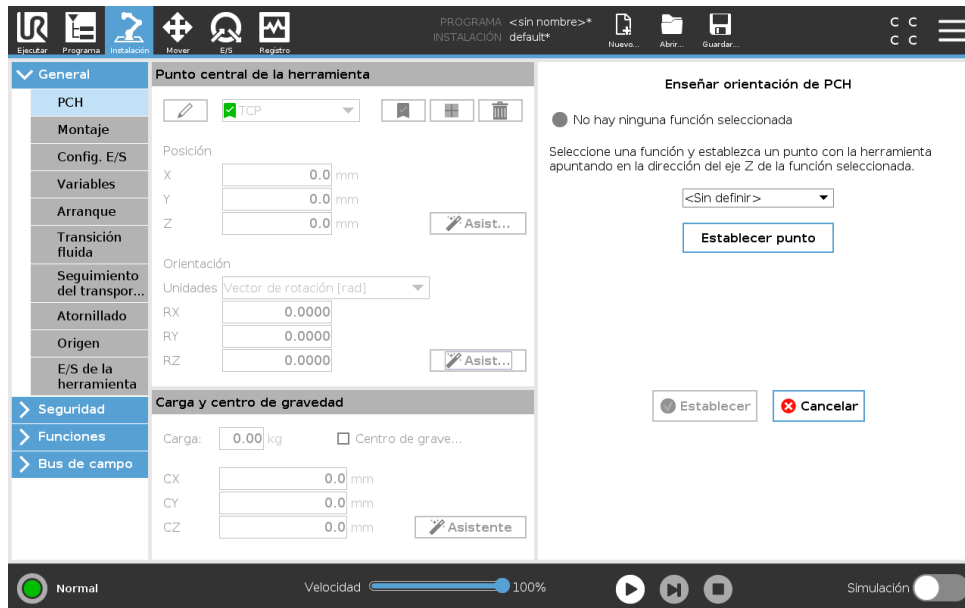 UR
PROGRAMA <sin nombre>*
INSTALACIÓN default*
Ejecutar Programa Instalación Mover E/S Registro Nuevo... Abrir... Guardar...
C C
C C
General
PCH
Montaje
Config. E/S
Variables
Arranque
Transición
fluida
Seguimiento
del transpor...
Atornillado
Origen
E/S de la
herramienta
Seguridad
Funciones
Bus de campo
Punto central de la herramienta
TCP
Posición
X 0.0 mm
Y 0.0 mm
Z 0.0 mm Asist...
Orientación
Unidades Vector de rotación [rad]
RX 0.0000
RY 0.0000
RZ 0.0000 Asist...
Carga y centro de gravedad
Carga: 0.00 kg Centro de grave...
CX 0.0 mm
CY 0.0 mm
CZ 0.0 mm Asistente
Enseñar orientación de PCH
No hay ninguna función seleccionada
Seleccione una función y establezca un punto con la herramienta
apuntando en la dirección del eje Z de la función seleccionada.
<Sin definir>
Establecer punto
Establecer Cancelar
Normal Velocidad 100% Simulación